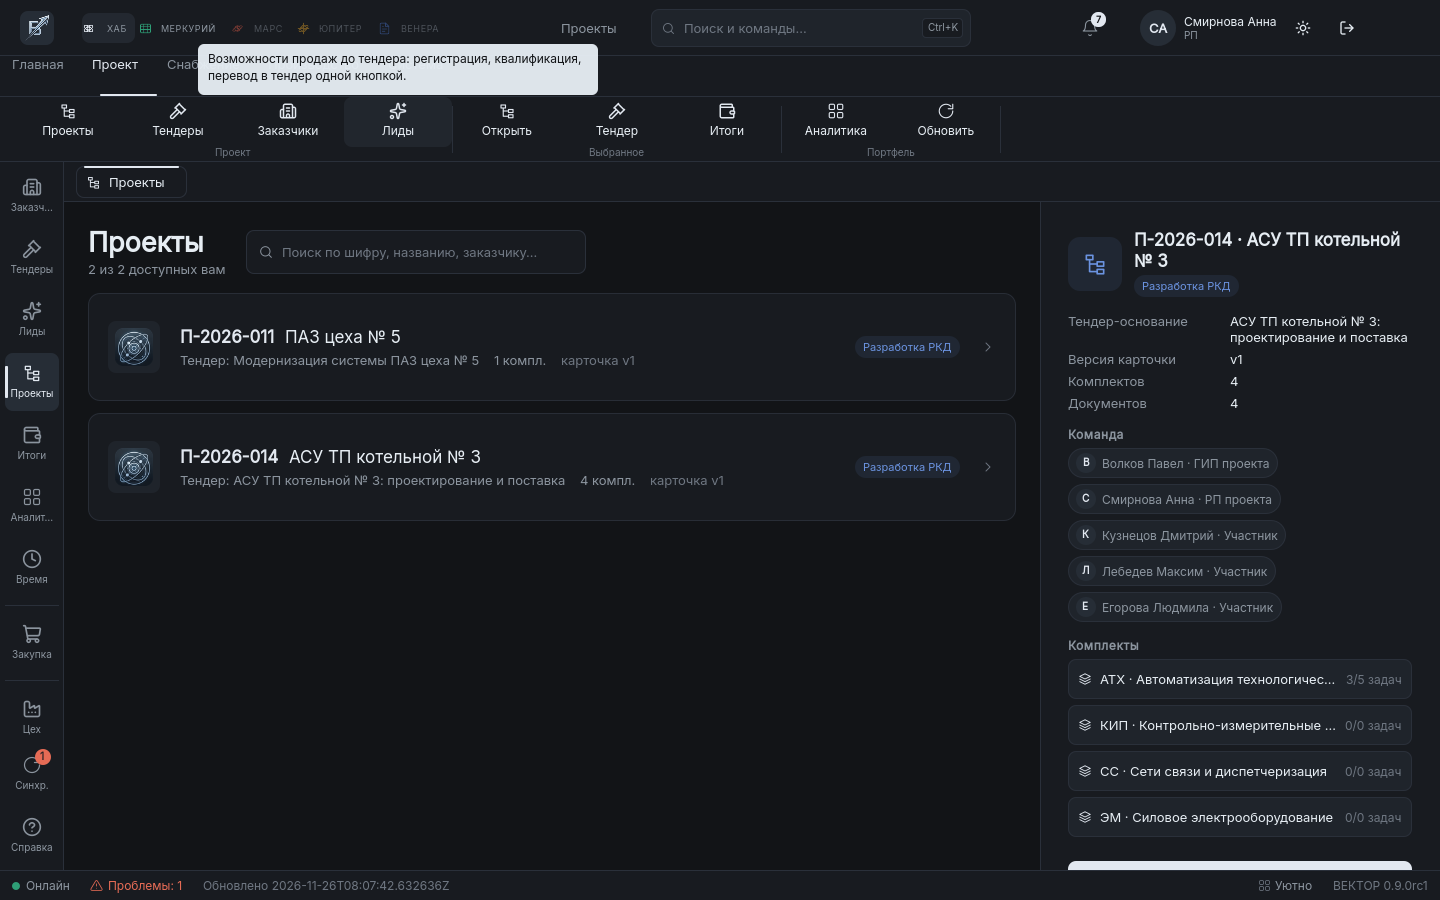 ХАБ
МЕРКУРИЙ
МАРС
ЮПИТЕР
ВЕНЕРА
Проекты
Поиск и команды...
Ctrl+K
7
СА
Смирнова Анна
РП
Главная
Проект
Снаб
Возможности продаж до тендера: регистрация, квалификация,
перевод в тендер одной кнопкой.
Проекты
Тендеры
Заказчики
Лиды
Открыть
Тендер
Итоги
Аналитика
Обновить
Проект
Выбранное
Портфель
Заказч...
Тендеры
Лиды
Проекты
Итоги
Аналит...
Время
Закупка
Цех
1
Синхр.
Справка
Проекты
Проекты
2 из 2 доступных вам
Поиск по шифру, названию, заказчику...
П-2026-011 ПАЗ цеха № 5
Тендер: Модернизация системы ПАЗ цеха № 5 1 компл. карточка v1
Разработка РКД
П-2026-014 АСУ ТП котельной № 3
Тендер: АСУ ТП котельной № 3: проектирование и поставка 4 компл. карточка v1
Разработка РКД
П-2026-014 · АСУ ТП котельной
№ 3
Разработка РКД
Тендер-основание
АСУ ТП котельной № 3:
проектирование и поставка
Версия карточки v1
Комплектов 4
Документов 4
Команда
В Волков Павел · ГИП проекта
С Смирнова Анна · РП проекта
К Кузнецов Дмитрий · Участник
Л Лебедев Максим · Участник
Е Егорова Людмила · Участник
Комплекты
АТХ · Автоматизация технологичес... 3/5 задач
КИП · Контрольно-измерительные ... 0/0 задач
СС · Сети связи и диспетчеризация 0/0 задач
ЭМ · Силовое электрооборудование 0/0 задач
Онлайн
Проблемы: 1
Обновлено 2026-11-26T08:07:42.632636Z
Уютно
ВЕКТОР 0.9.0rc1